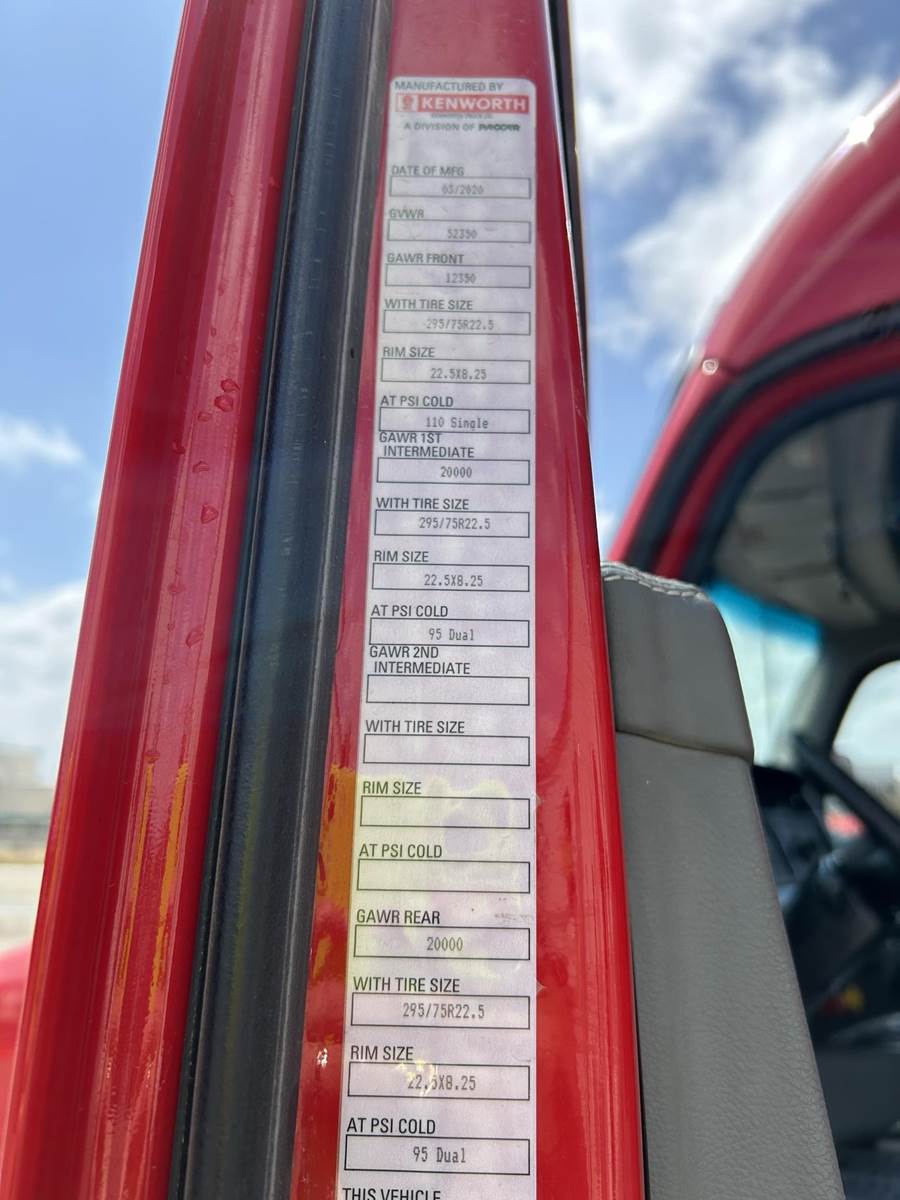 MANUFACTURED BY
KENWORTH
KENWORTH TRUCK CO.
A DIVISION OF PACCAR
DATE OF MFG
03/2020
GVWR
52350
GAWR FRONT
12350
WITH TIRE SIZE
295/75R22.5
RIM SIZE
22.5X8.25
AT PSI COLD
110 Single
GAWR 1ST
INTERMEDIATE
20000
WITH TIRE SIZE
295/75R22.5
RIM SIZE
22.5X8.25
AT PSI COLD
95 Dual
GAWR 2ND
INTERMEDIATE
WITH TIRE SIZE
RIM SIZE
AT PSI COLD
GAWR REAR
20000
WITH TIRE SIZE
295/75R22.5
RIM SIZE
22.5X8.25
AT PSI COLD
95 Dual
THIS VEHICLE